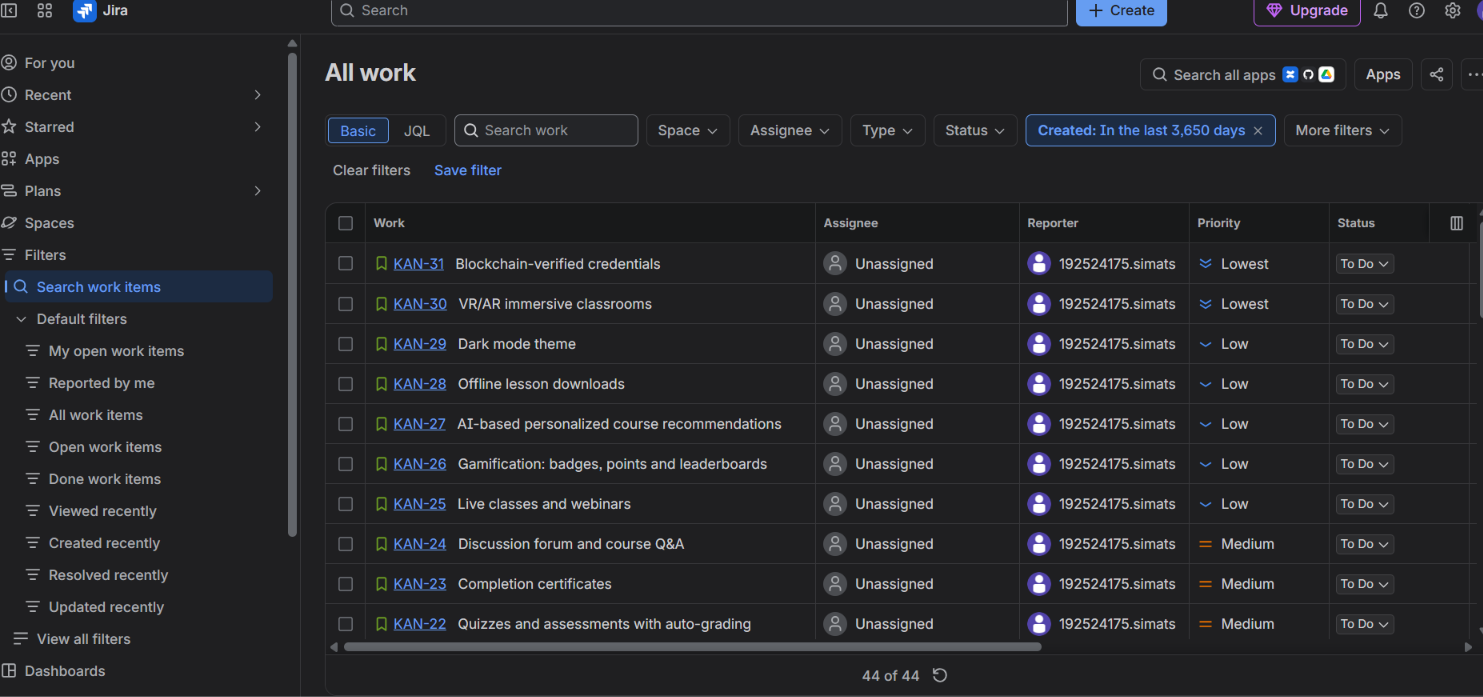 Jira
Search
+ Create
Upgrade
For you
Recent
Starred
Apps
Plans
Spaces
Filters
Search work items
Default filters
My open work items
Reported by me
All work items
Open work items
Done work items
Viewed recently
Created recently
Resolved recently
Updated recently
View all filters
Dashboards
All work
Search all apps
Apps
Basic JQL Search work Space Assignee Type Status Created: In the last 3,650 days × More filters
Clear filters Save filter
Work Assignee Reporter Priority Status
KAN-31 Blockchain-verified credentials Unassigned 192524175.simats Lowest To Do
KAN-30 VR/AR immersive classrooms Unassigned 192524175.simats Lowest To Do
KAN-29 Dark mode theme Unassigned 192524175.simats Low To Do
KAN-28 Offline lesson downloads Unassigned 192524175.simats Low To Do
KAN-27 AI-based personalized course recommendations Unassigned 192524175.simats Low To Do
KAN-26 Gamification: badges, points and leaderboards Unassigned 192524175.simats Low To Do
KAN-25 Live classes and webinars Unassigned 192524175.simats Low To Do
KAN-24 Discussion forum and course Q&A Unassigned 192524175.simats Medium To Do
KAN-23 Completion certificates Unassigned 192524175.simats Medium To Do
KAN-22 Quizzes and assessments with auto-grading Unassigned 192524175.simats Medium To Do
44 of 44